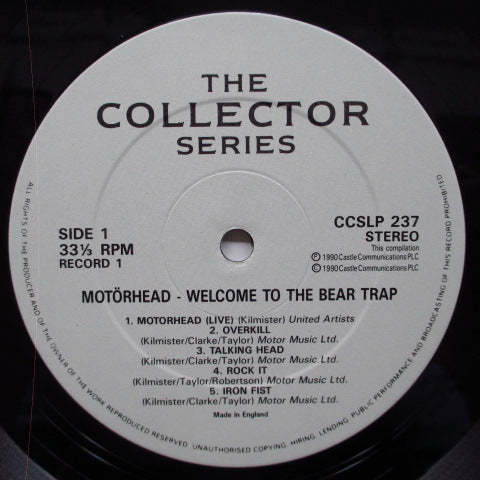 THE
COLLECTOR
SERIES
SIDE 1
33⅓ RPM
RECORD 1
CCSLP 237
STEREO
This compilation
Ⓟ 1990 Castle Communications PLC
© 1990 Castle Communications PLC
MOTÖRHEAD - WELCOME TO THE BEAR TRAP
1. MOTORHEAD (LIVE) (Kilmister) United Artists
2. OVERKILL
(Kilmister/Clarke/Taylor) Motor Music Ltd.
3. TALKING HEAD
(Kilmister/Clarke/Taylor) Motor Music Ltd.
4. ROCK IT
(Kilmister/Taylor/Robertson) Motor Music Ltd.
5. IRON FIST
(Kilmister/Clarke/Taylor) Motor Music Ltd.
Made in England
ALL RIGHTS OF THE PRODUCER AND OF THE OWNER OF THE WORK REPRODUCED RESERVED. UNAUTHORISED COPYING, HIRING, LENDING, PUBLIC PERFORMANCE AND BROADCASTING OF THIS RECORD PROHIBITED